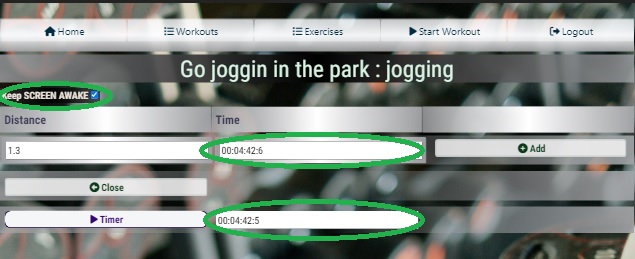 Home Workouts Exercises Start Workout Logout
Go joggin in the park : jogging
Keep SCREEN AWAKE
Distance Time
1.3 00:04:42:6 Add
Close
Timer 00:04:42:5